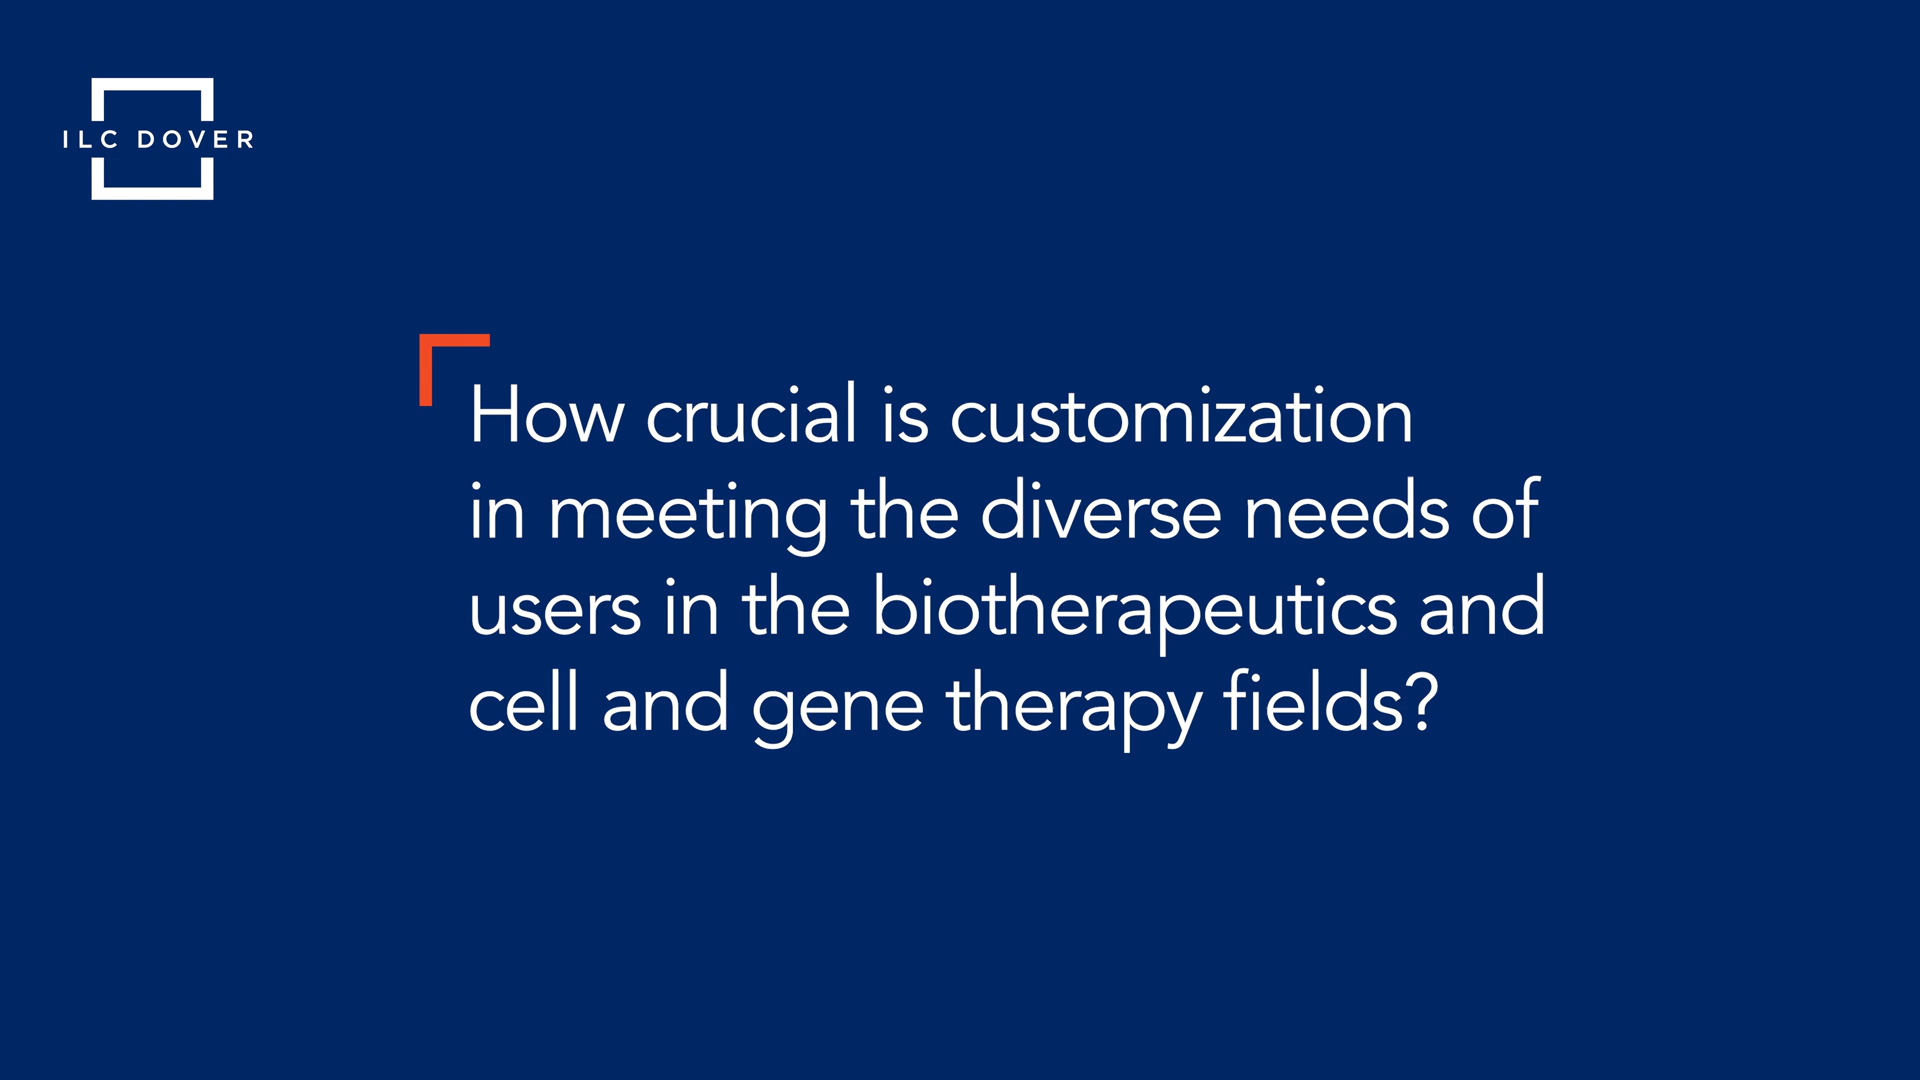 ILC DOVER
How crucial is customization
in meeting the diverse needs of
users in the biotherapeutics and
cell and gene therapy fields?